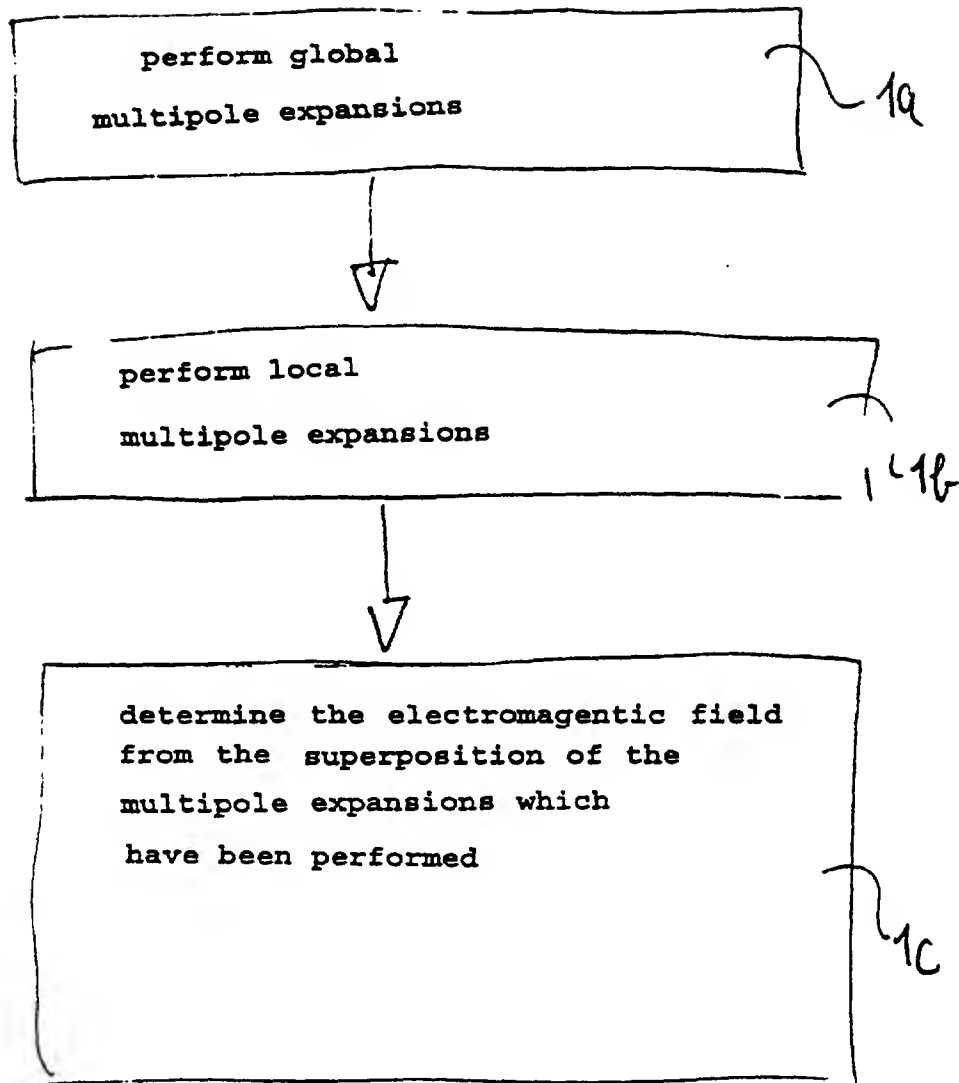 perform global
multipole expansions
1a
perform local
multipole expansions
1b
determine the electromagentic field
from the superposition of the
multipole expansions which
have been performed
1c